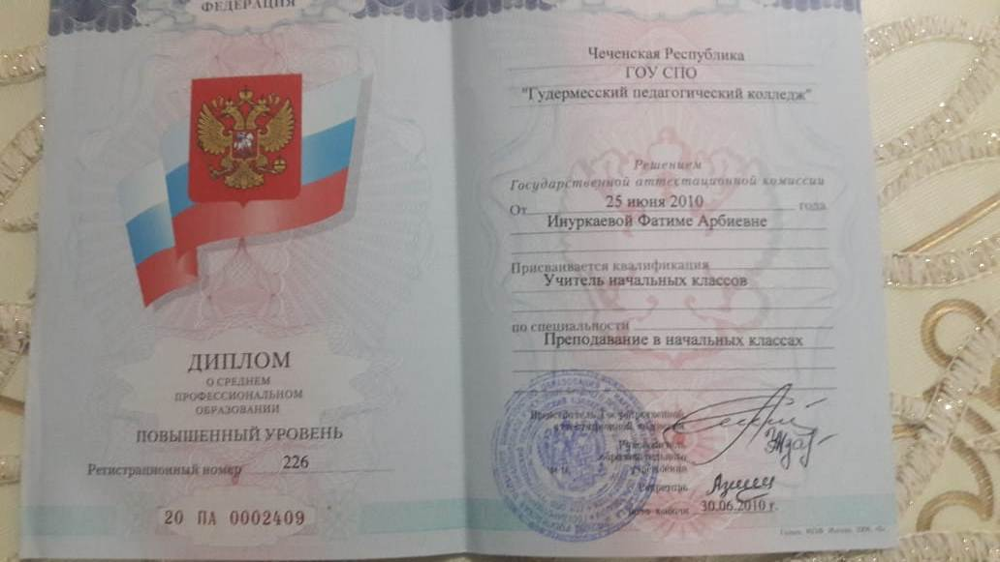 ФЕДЕРАЦИЯ
ДИПЛОМ
О СРЕДНЕМ
ПРОФЕССИОНАЛЬНОМ
ОБРАЗОВАНИИ
ПОВЫШЕННЫЙ УРОВЕНЬ
Регистрационный номер 226
20 ПА 0002409
Чеченская Республика
ГОУ СПО
"Гудермесский педагогический колледж"
Решением
Государственной аттестационной комиссии
От 25 июня 2010 года
Инуркаевой Фатиме Арбиевне
Присваивается квалификация
Учитель начальных классов
по специальности
Преподавание в начальных классах
Председатель Государственной
аттестационной комиссии
Руководитель
образовательного
учреждения
Секретарь
30.06.2010 г.